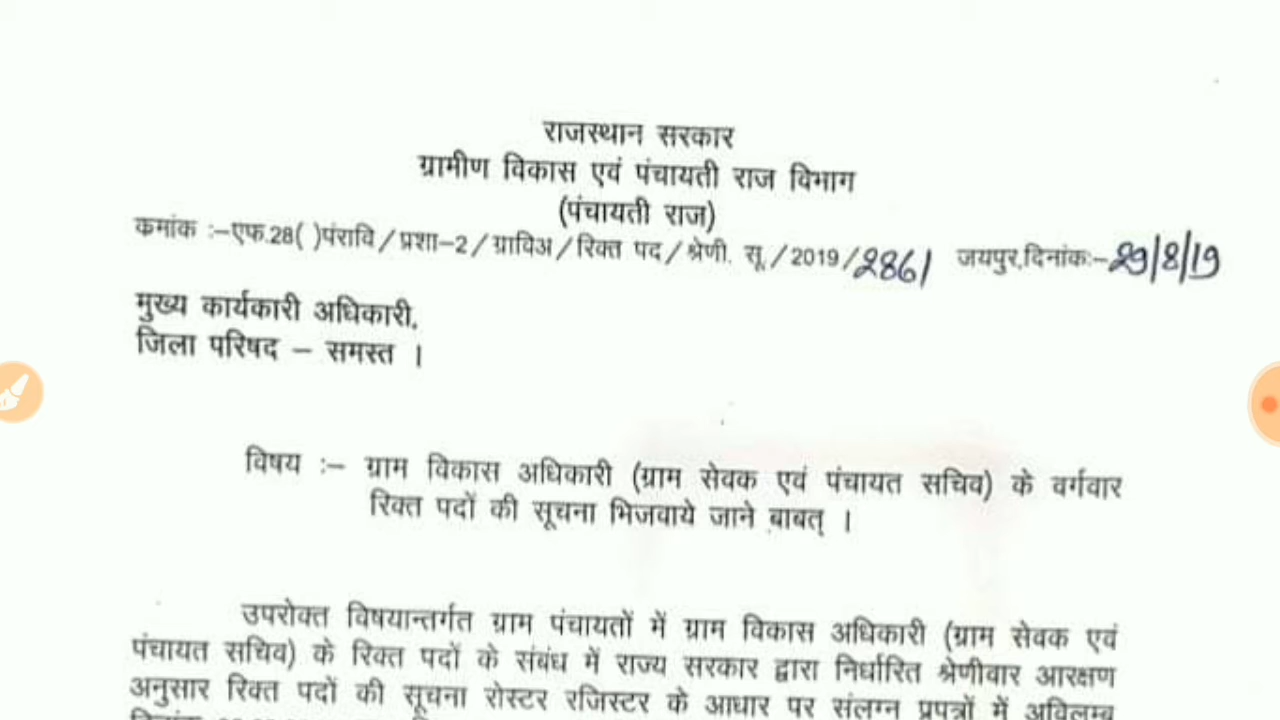 राजस्थान सरकार
ग्रामीण विकास एवं पंचायती राज विभाग
(पंचायती राज)
कमांक :–एफ.28( )पंरावि/प्रशा–2/ग्राविअ/रिक्त पद/श्रेणी. सू./2019/2861 जयपुर,दिनांकः–29/8/19
मुख्य कार्यकारी अधिकारी,
जिला परिषद – समस्त ।
विषय :– ग्राम विकास अधिकारी (ग्राम सेवक एवं पंचायत सचिव) के वर्गवार
रिक्त पदों की सूचना भिजवाये जाने बाबत् ।
उपरोक्त विषयान्तर्गत ग्राम पंचायतों में ग्राम विकास अधिकारी (ग्राम सेवक एवं
पंचायत सचिव) के रिक्त पदों के संबंध में राज्य सरकार द्वारा निर्धारित श्रेणीवार आरक्षण
अनुसार रिक्त पदों की सूचना रोस्टर रजिस्टर के आधार पर संलग्न प्रपत्रों में अविलम्ब